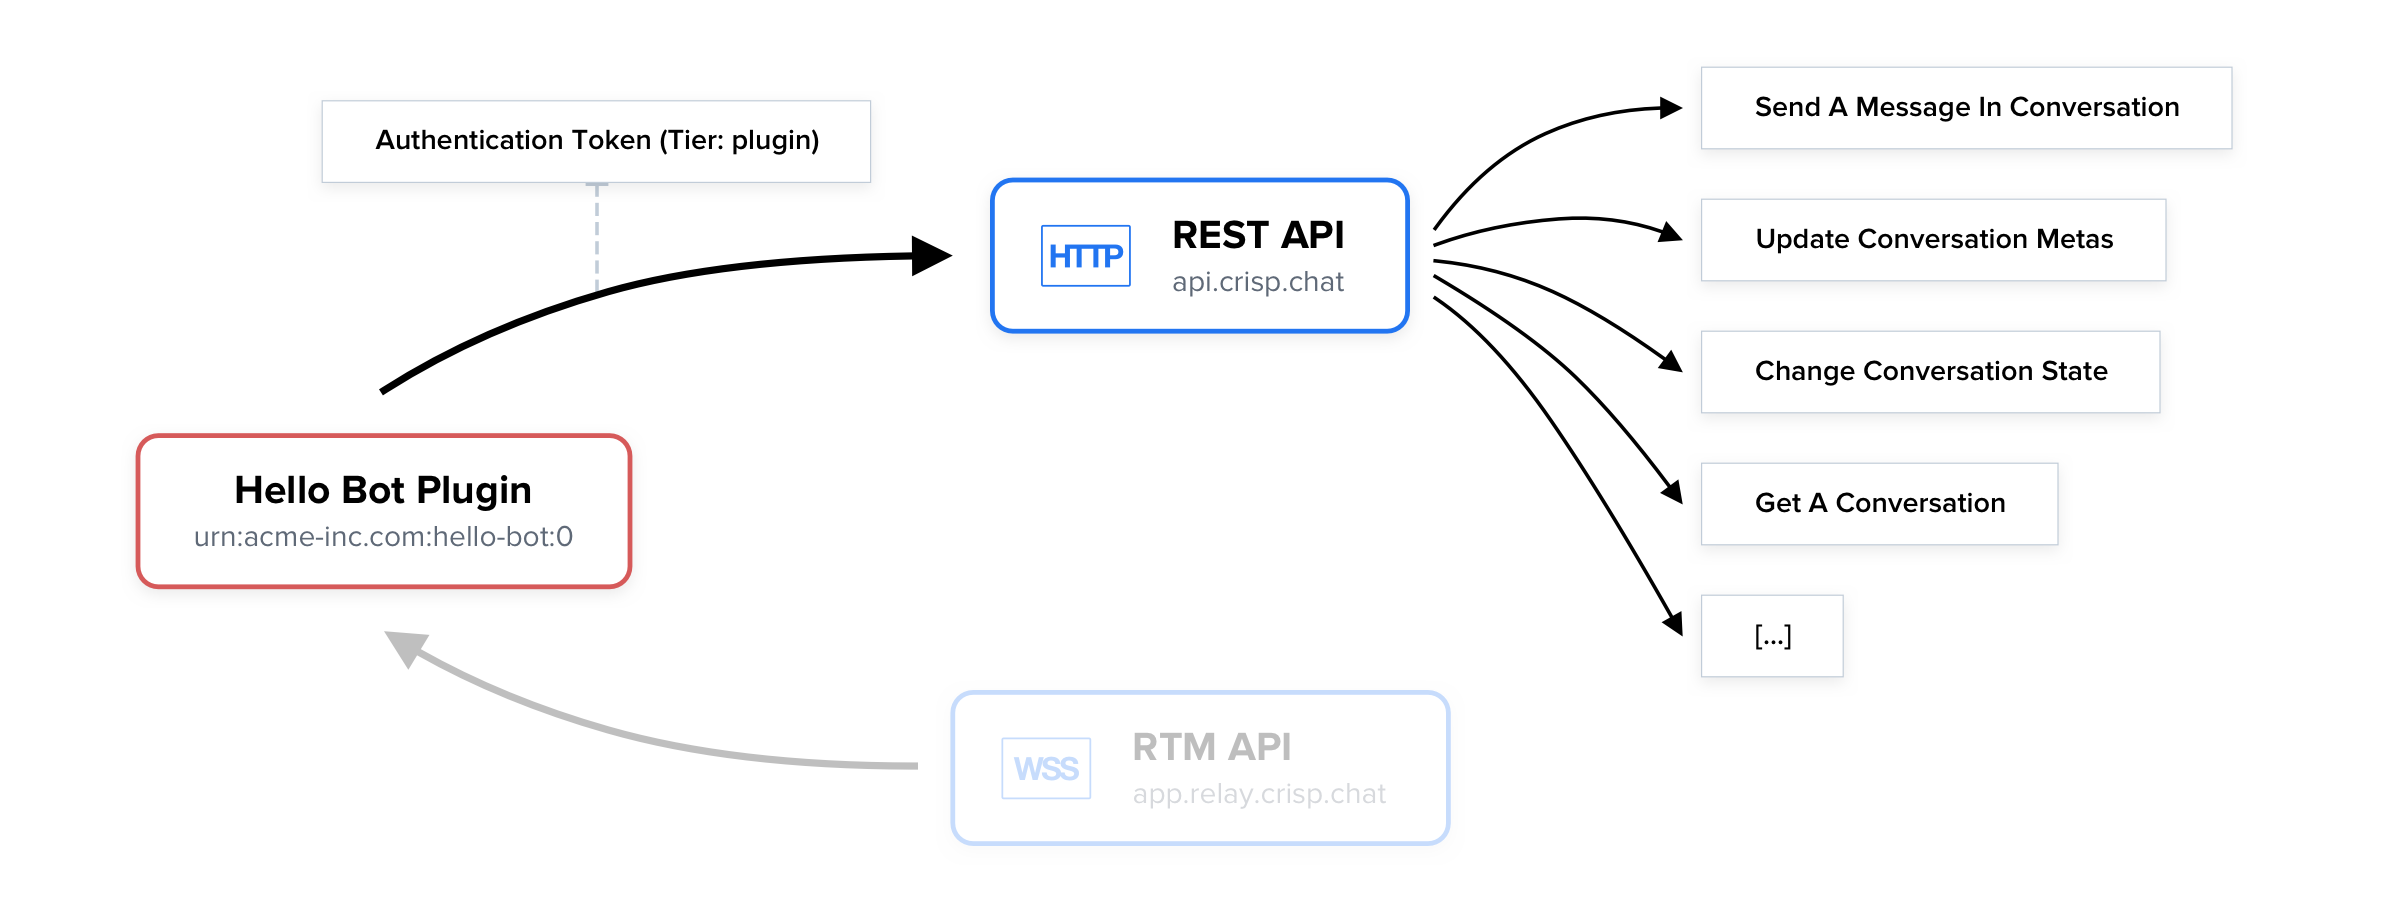 Authentication Token (Tier: plugin)
HTTP
REST API
api.crisp.chat
Send A Message In Conversation
Update Conversation Metas
Change Conversation State
Get A Conversation
[...]
Hello Bot Plugin
urn:acme-inc.com:hello-bot:0
WSS
RTM API
app.relay.crisp.chat